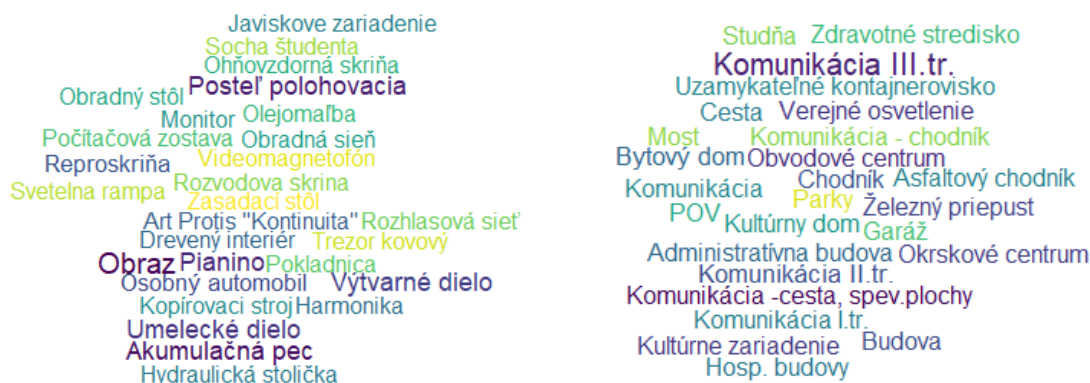 Javiskove zariadenie
Socha študenta
Ohňovzdorná skriňa
Posteľ polohovacia
Obradný stôl
Monitor Olejomaľba
Počítačová zostava Obradná sieň
Reproskriňa Videomagnetofón
Svetelna rampa Rozvodova skrina
Zasadací stôl
Art Protis "Kontinuita" Rozhlasová sieť
Drevený interiér Trezor kovový
Obraz Pianino Pokladnica
Osobný automobil Výtvarné dielo
Kopírovaci stroj Harmonika
Umelecké dielo
Akumulačná pec
Hydraulická stolička
Studňa Zdravotné stredisko
Komunikácia III.tr.
Uzamykateľné kontajnerovisko
Cesta Verejné osvetlenie
Most Komunikácia - chodník
Bytový dom Obvodové centrum
Chodník Asfaltový chodník
Komunikácia Parky
POV Železný priepust
Kultúrny dom Garáž
Administratívna budova Okrskové centrum
Komunikácia II.tr.
Komunikácia -cesta, spev.plochy
Komunikácia I.tr.
Kultúrne zariadenie Budova
Hosp. budovy